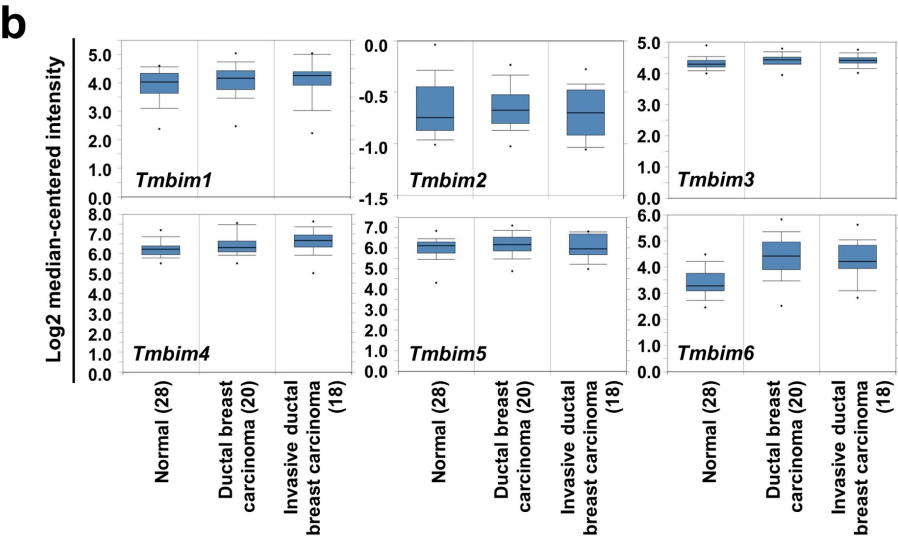 b
Log2 median-centered intensity
5.0
4.0
3.0
2.0
1.0
0.0
Tmbim1
0.0
-0.5
-1.0
-1.5
Tmbim2
5.0
4.0
3.0
2.0
1.0
0.0
Tmbim3
8.0
7.0
6.0
5.0
4.0
3.0
2.0
1.0
0.0
Tmbim4
7.0
6.0
5.0
4.0
3.0
2.0
1.0
0.0
Tmbim5
6.0
5.0
4.0
3.0
2.0
1.0
0.0
Tmbim6
Normal (28)
Ductal breast
carcinoma (20)
Invasive ductal
breast carcinoma
(18)
Normal (28)
Ductal breast
carcinoma (20)
Invasive ductal
breast carcinoma
(18)
Normal (28)
Ductal breast
carcinoma (20)
Invasive ductal
breast carcinoma
(18)